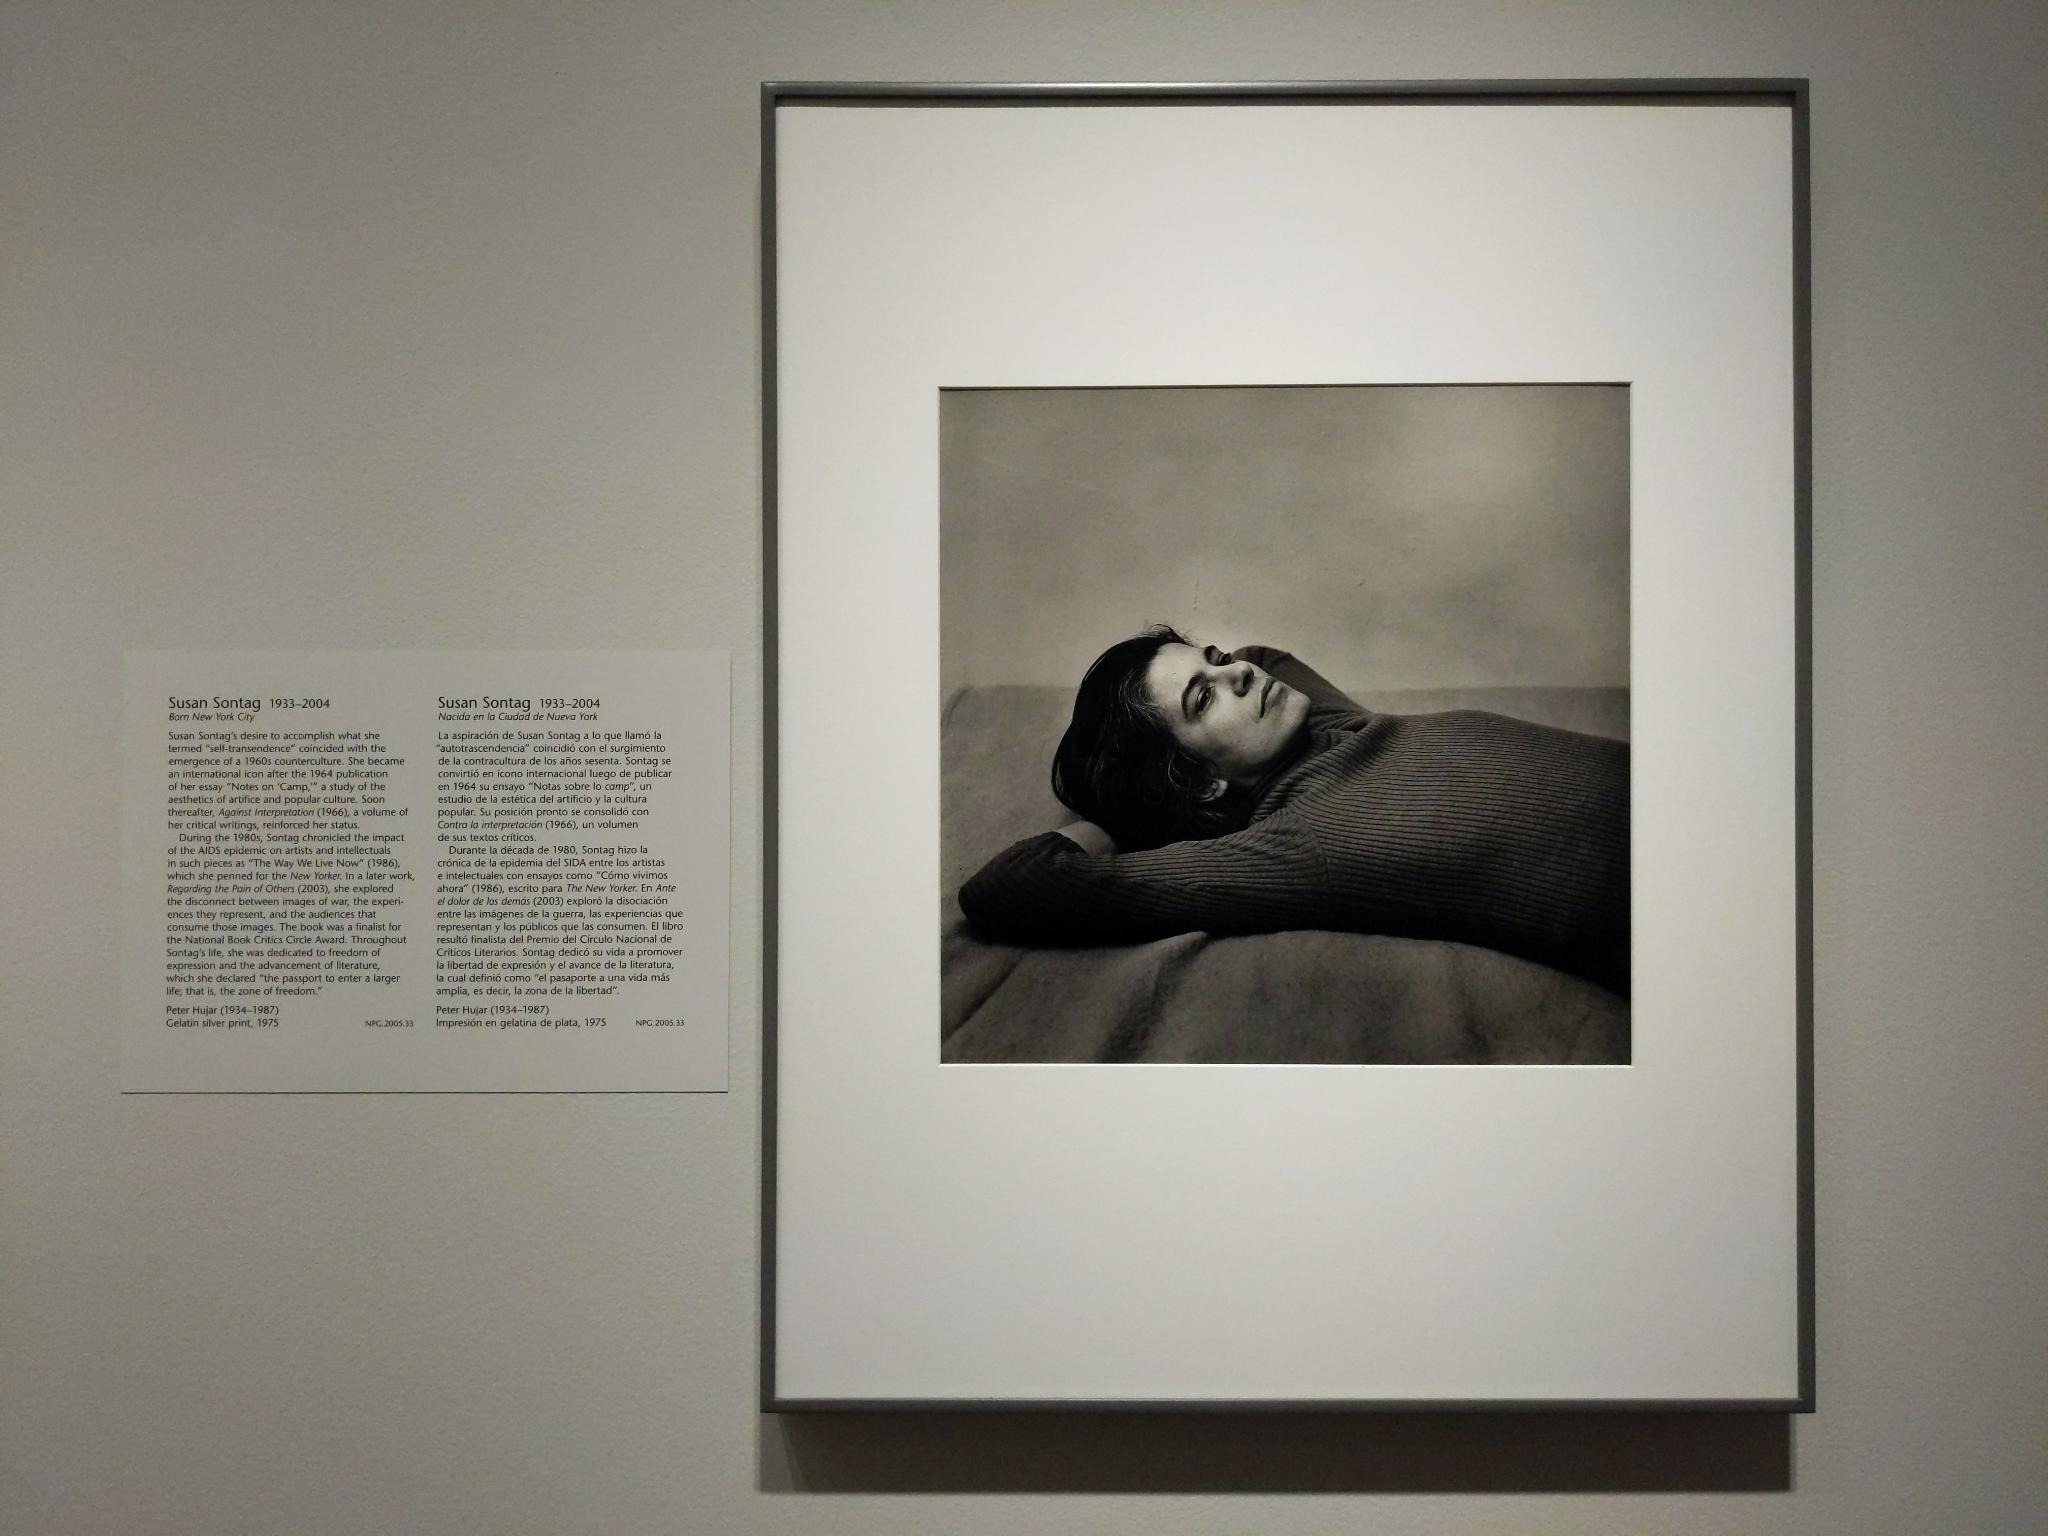 Susan Sontag 1933–2004
Born New York City
Susan Sontag's desire to accomplish what she
termed "self-transendence" coincided with the
emergence of a 1960s counterculture. She became
an international icon after the 1964 publication
of her essay "Notes on 'Camp,'" a study of the
aesthetics of artifice and popular culture. Soon
thereafter, Against Interpretation (1966), a volume of
her critical writings, reinforced her status.
During the 1980s, Sontag chronicled the impact
of the AIDS epidemic on artists and intellectuals
in such pieces as "The Way We Live Now" (1986),
which she penned for the New Yorker. In a later work,
Regarding the Pain of Others (2003), she explored
the disconnect between images of war, the experi-
ences they represent, and the audiences that
consume those images. The book was a finalist for
the National Book Critics Circle Award. Throughout
Sontag's life, she was dedicated to freedom of
expression and the advancement of literature,
which she declared "the passport to enter a larger
life; that is, the zone of freedom."
Peter Hujar (1934–1987)
Gelatin silver print, 1975 NPG.2005.33
Susan Sontag 1933–2004
Nacida en la Ciudad de Nueva York
La aspiración de Susan Sontag a lo que llamó la
"autotrascendencia" coincidió con el surgimiento
de la contracultura de los años sesenta. Sontag se
convirtió en ícono internacional luego de publicar
en 1964 su ensayo "Notas sobre lo camp", un
estudio de la estética del artificio y la cultura
popular. Su posición pronto se consolidó con
Contra la interpretación (1966), un volumen
de sus textos críticos.
Durante la década de 1980, Sontag hizo la
crónica de la epidemia del SIDA entre los artistas
e intelectuales con ensayos como "Cómo vivimos
ahora" (1986), escrito para The New Yorker. En Ante
el dolor de los demás (2003) exploró la disociación
entre las imágenes de la guerra, las experiencias que
representan y los públicos que las consumen. El libro
resultó finalista del Premio del Círculo Nacional de
Críticos Literarios. Sontag dedicó su vida a promover
la libertad de expresión y el avance de la literatura,
la cual definió como "el pasaporte a una vida más
amplia, es decir, la zona de la libertad".
Peter Hujar (1934–1987)
Impresión en gelatina de plata, 1975 NPG.2005.33